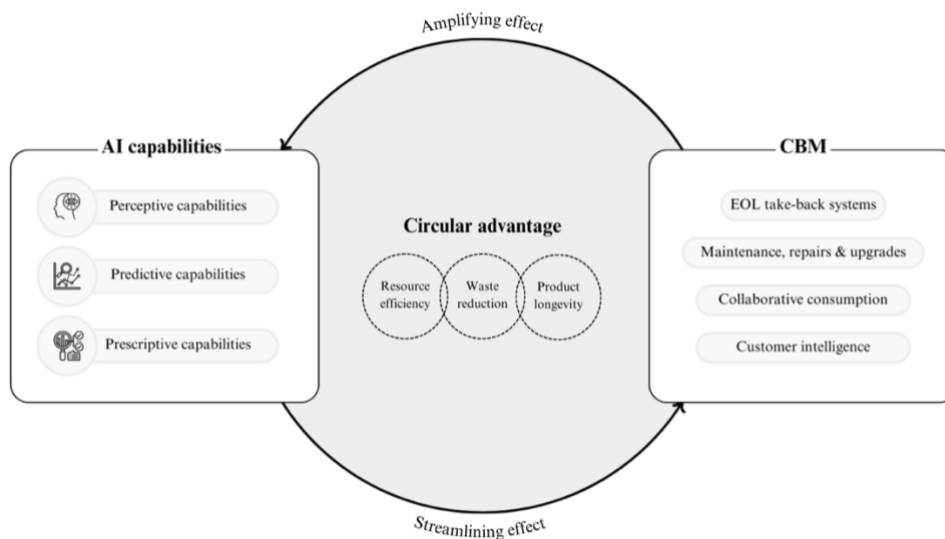 Amplifying effect
AI capabilities
Perceptive capabilities
Predictive capabilities
Prescriptive capabilities
Circular advantage
Resource
efficiency
Waste
reduction
Product
longevity
CBM
EOL take-back systems
Maintenance, repairs & upgrades
Collaborative consumption
Customer intelligence
Streamlining effect